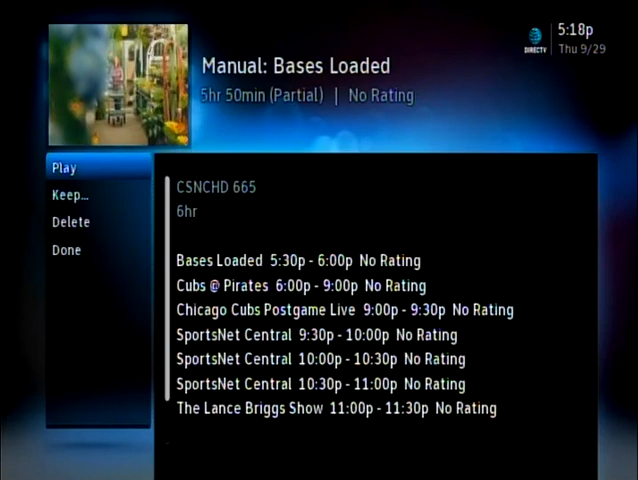 5:18p
DIRECTV
Thu 9/29
Manual: Bases Loaded
5hr 50min (Partial) | No Rating
Play
Keep...
Delete
Done
CSNCHD 665
6hr
Bases Loaded 5:30p - 6:00p No Rating
Cubs @ Pirates 6:00p - 9:00p No Rating
Chicago Cubs Postgame Live 9:00p - 9:30p No Rating
SportsNet Central 9:30p - 10:00p No Rating
SportsNet Central 10:00p - 10:30p No Rating
SportsNet Central 10:30p - 11:00p No Rating
The Lance Briggs Show 11:00p - 11:30p No Rating